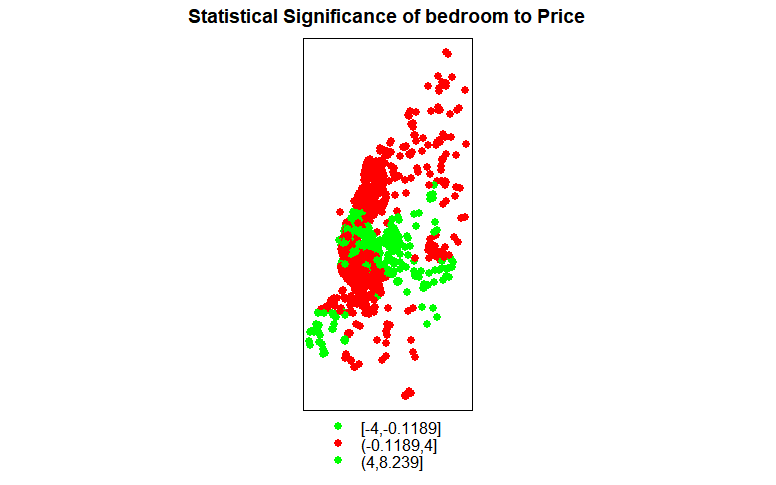 Statistical Significance of bedroom to Price
[-4,-0.1189]
(-0.1189,4]
(4,8.239]